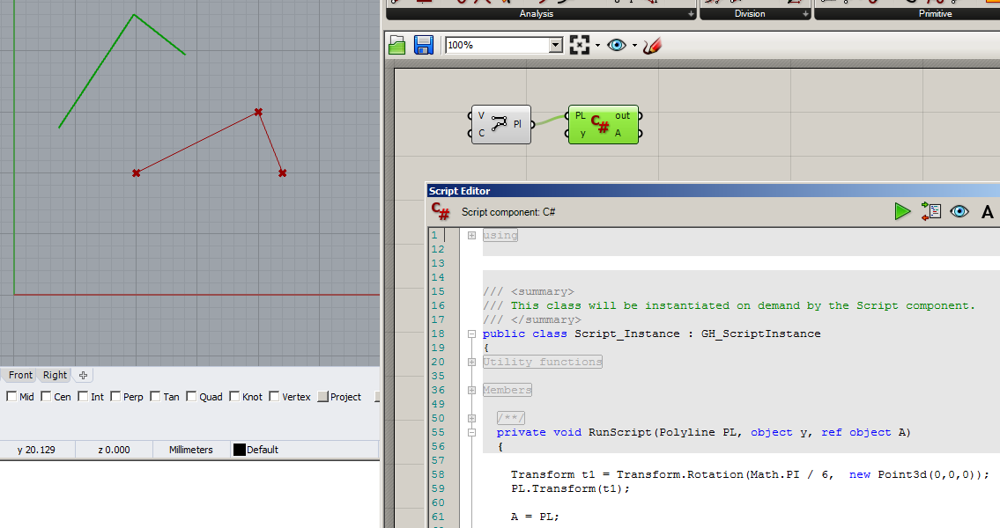 Analysis
Division
Primitive
100%
V
C
Pl
PL
y
C#
out
A
Script Editor
C#
Script component: C#
A
1 using
12
13
14
15 /// <summary>
16 /// This class will be instantiated on demand by the Script component.
17 /// </summary>
18 public class Script_Instance : GH_ScriptInstance
19 {
20 Utility functions
35
36 Members
49
50 /**/
55 private void RunScript(Polyline PL, object y, ref object A)
56 {
57
58 Transform t1 = Transform.Rotation(Math.PI / 6,  new Point3d(0,0,0));
59 PL.Transform(t1);
60
61 A = PL;
Front Right
Mid Cen Int Perp Tan Quad Knot Vertex Project
y 20.129 z 0.000 Millimeters Default